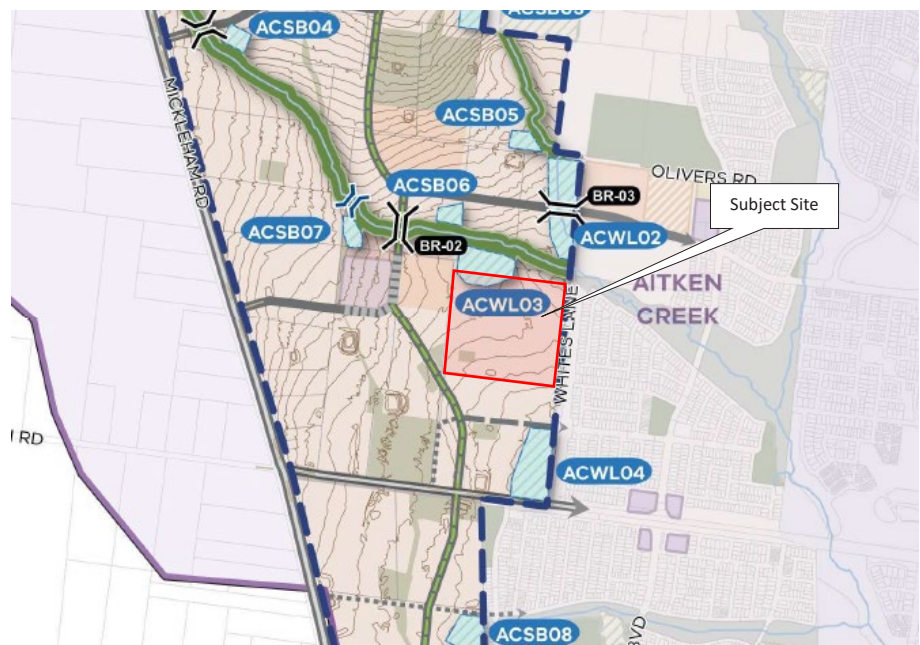 ACSB03
ACSB04
MICKLEHAM RD
ACSB05
OLIVERS RD
ACSB06
BR-03
Subject Site
ACSB07
BR-02
ACWL02
ACWL03
AITKEN
CREEK
WHITES LANE
RD
ACWL04
ACSB08
BVD